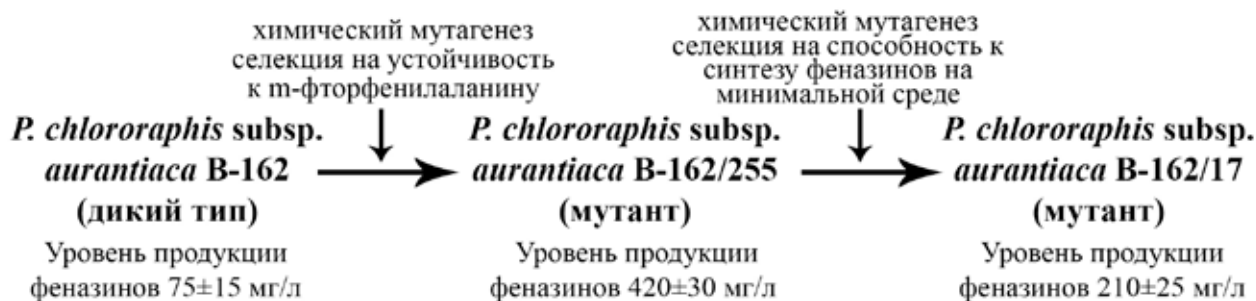 химический мутагенез
селекция на устойчивость
к m-фторфенилаланину
химический мутагенез
селекция на способность к
синтезу феназинов на
минимальной среде
P. chlororaphis subsp.
aurantiaca B-162
(дикий тип)
Уровень продукции
феназинов 75±15 мг/л
P. chlororaphis subsp.
aurantiaca B-162/255
(мутант)
Уровень продукции
феназинов 420±30 мг/л
P. chlororaphis subsp.
aurantiaca B-162/17
(мутант)
Уровень продукции
феназинов 210±25 мг/л